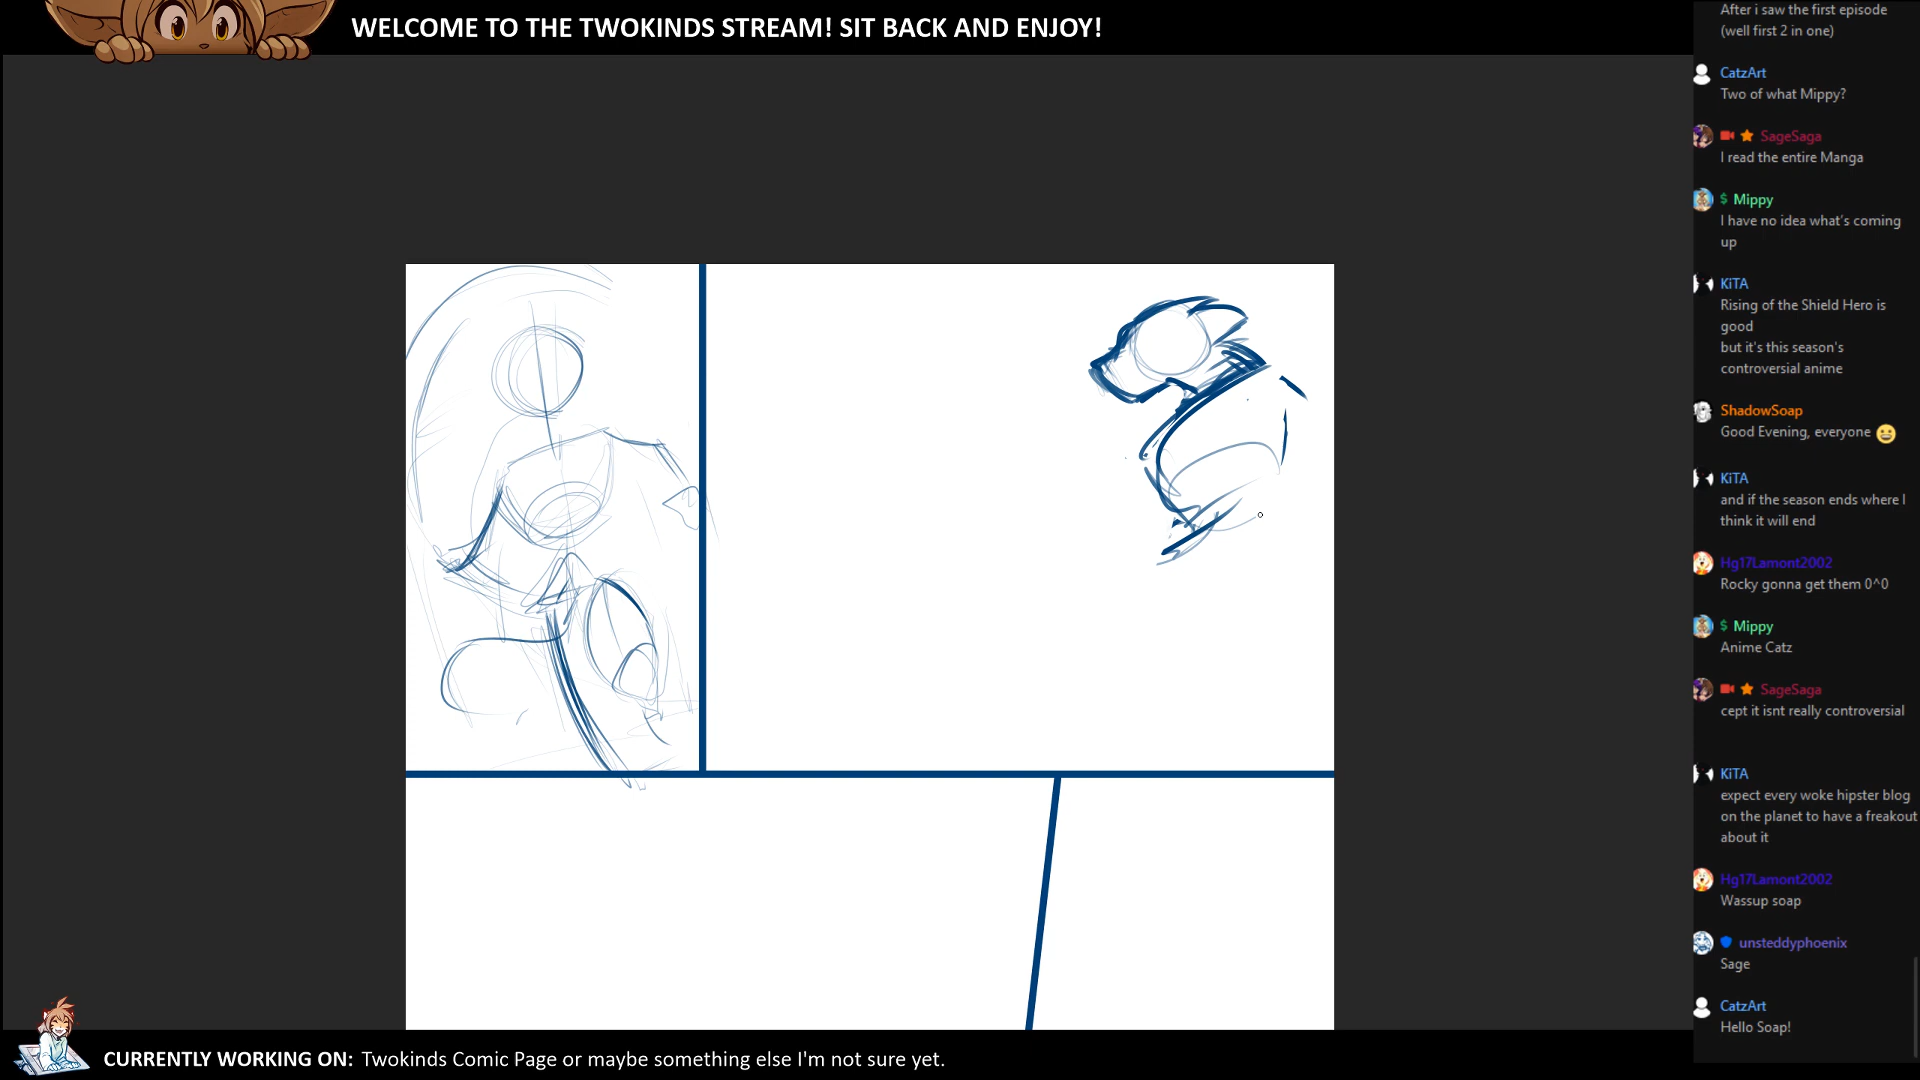 WELCOME TO THE TWOKINDS STREAM! SIT BACK AND ENJOY!
After i saw the first episode
(well first 2 in one)
CatzArt
Two of what Mippy?
SageSaga
I read the entire Manga
$ Mippy
I have no idea what's coming
up
KiTA
Rising of the Shield Hero is
good
but it's this season's
controversial anime
ShadowSoap
Good Evening, everyone 😀
KiTA
and if the season ends where I
think it will end
Hg17Lamont2002
Rocky gonna get them 0^0
$ Mippy
Anime Catz
SageSaga
cept it isnt really controversial
KiTA
expect every woke hipster blog
on the planet to have a freakout
about it
Hg17Lamont2002
Wassup soap
unsteddyphoenix
Sage
CatzArt
Hello Soap!
CURRENTLY WORKING ON: Twokinds Comic Page or maybe something else I'm not sure yet.